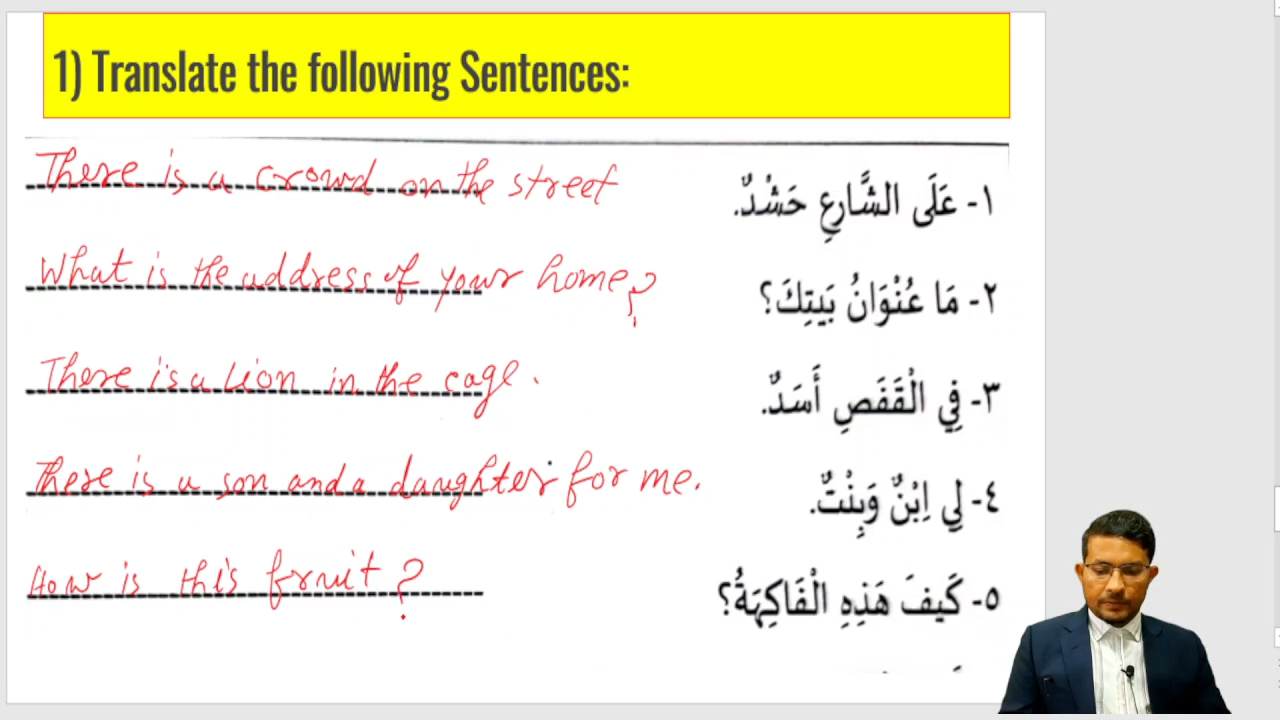 1) Translate the following Sentences:
There is a crowd on the street
١- عَلَى الشَّارِعِ حَشْدٌ.
What is the address of your home?
٢- مَا عُنْوَانُ بَيتِكَ؟
There is a Lion in the cage.
٣- فِي الْقَفَصِ أَسَدٌ.
There is a son and a daughter for me.
٤- لِي اِبْنٌ وَبِنْتٌ.
How is this fruit?
٥- كَيفَ هَذِهِ الْفَاكِهَةُ؟